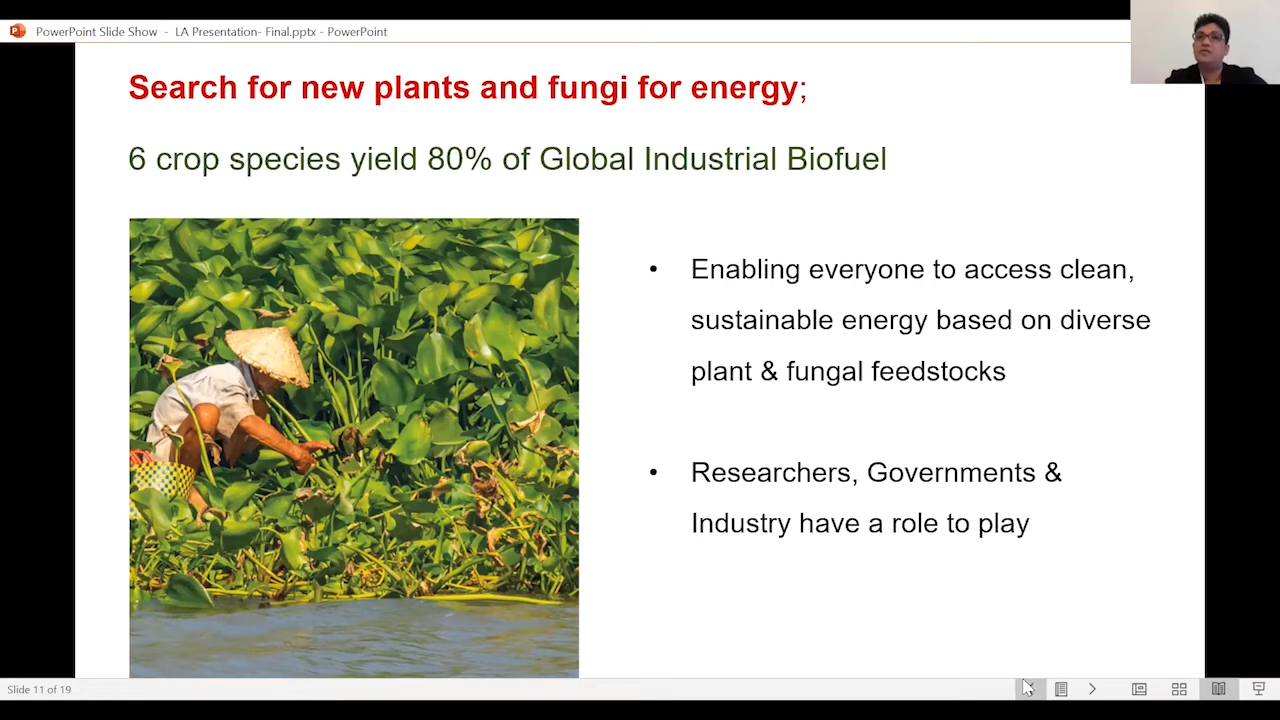 PowerPoint Slide Show - LA Presentation- Final.pptx - PowerPoint
Search for new plants and fungi for energy;
6 crop species yield 80% of Global Industrial Biofuel
• Enabling everyone to access clean,
sustainable energy based on diverse
plant & fungal feedstocks
• Researchers, Governments &
Industry have a role to play
Slide 11 of 19